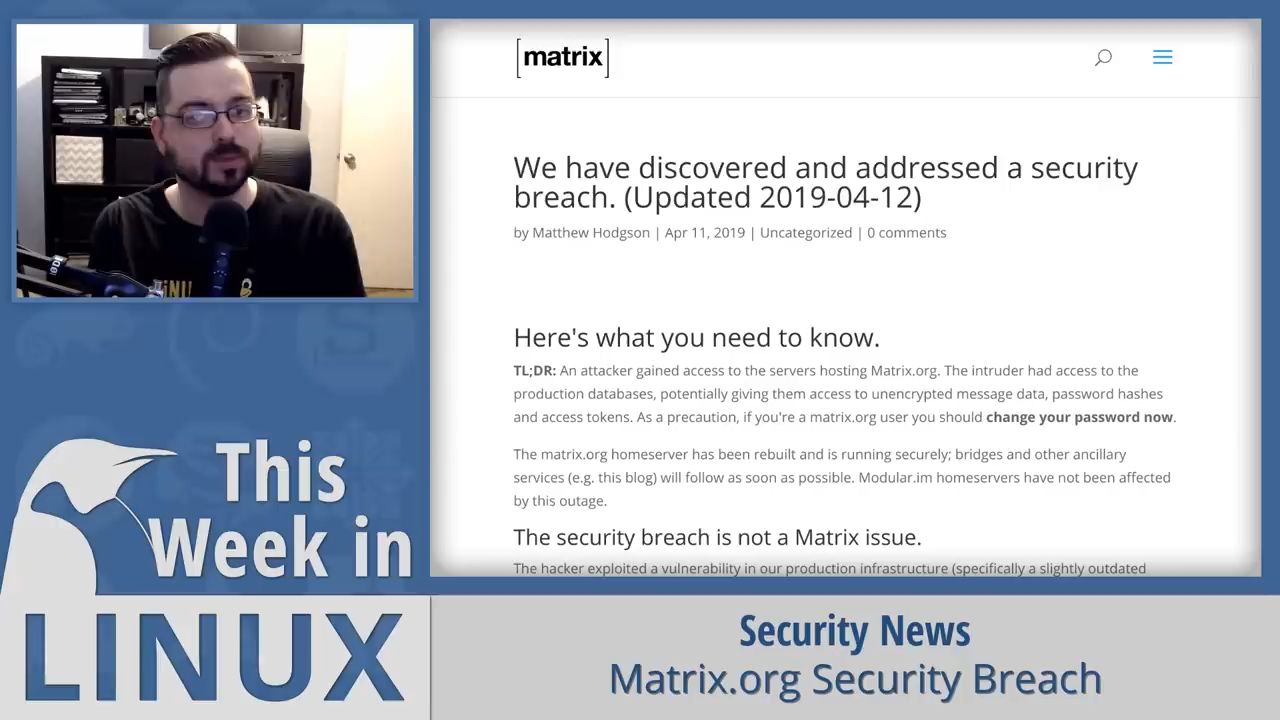 [matrix]
We have discovered and addressed a security
breach. (Updated 2019-04-12)
by Matthew Hodgson | Apr 11, 2019 | Uncategorized | 0 comments
Here's what you need to know.
TL;DR: An attacker gained access to the servers hosting Matrix.org. The intruder had access to the
production databases, potentially giving them access to unencrypted message data, password hashes
and access tokens. As a precaution, if you're a matrix.org user you should change your password now.
The matrix.org homeserver has been rebuilt and is running securely; bridges and other ancillary
services (e.g. this blog) will follow as soon as possible. Modular.im homeservers have not been affected
by this outage.
The security breach is not a Matrix issue.
The hacker exploited a vulnerability in our production infrastructure (specifically a slightly outdated
This
Week in
LINUX
Security News
Matrix.org Security Breach